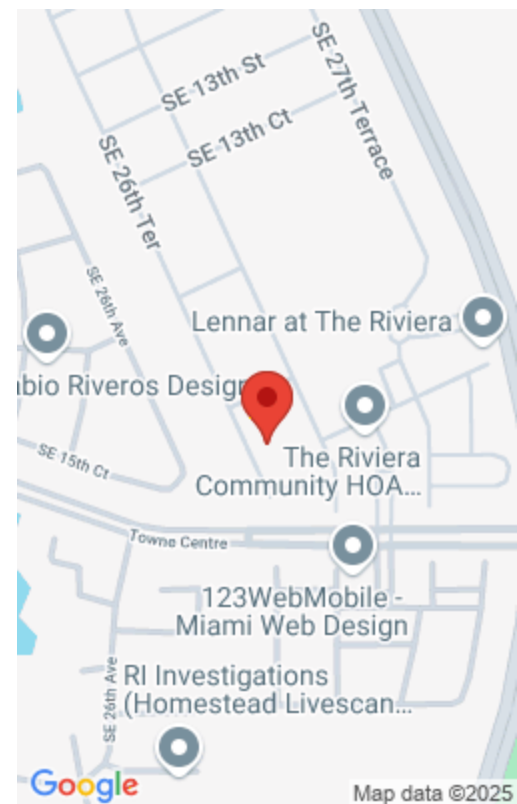 SE 13th St
SE 27th Terrace
SE 13th Ct
SE 26th Ter
SE 26th Ave
Lennar at The Riviera
abio Riveros Design
The Riviera
Community HOA...
SE 15th Ct
Towne Centre
123WebMobile -
Miami Web Design
SE 26th Ave
RI Investigations
(Homestead Livescan...
Google
Map data ©2025